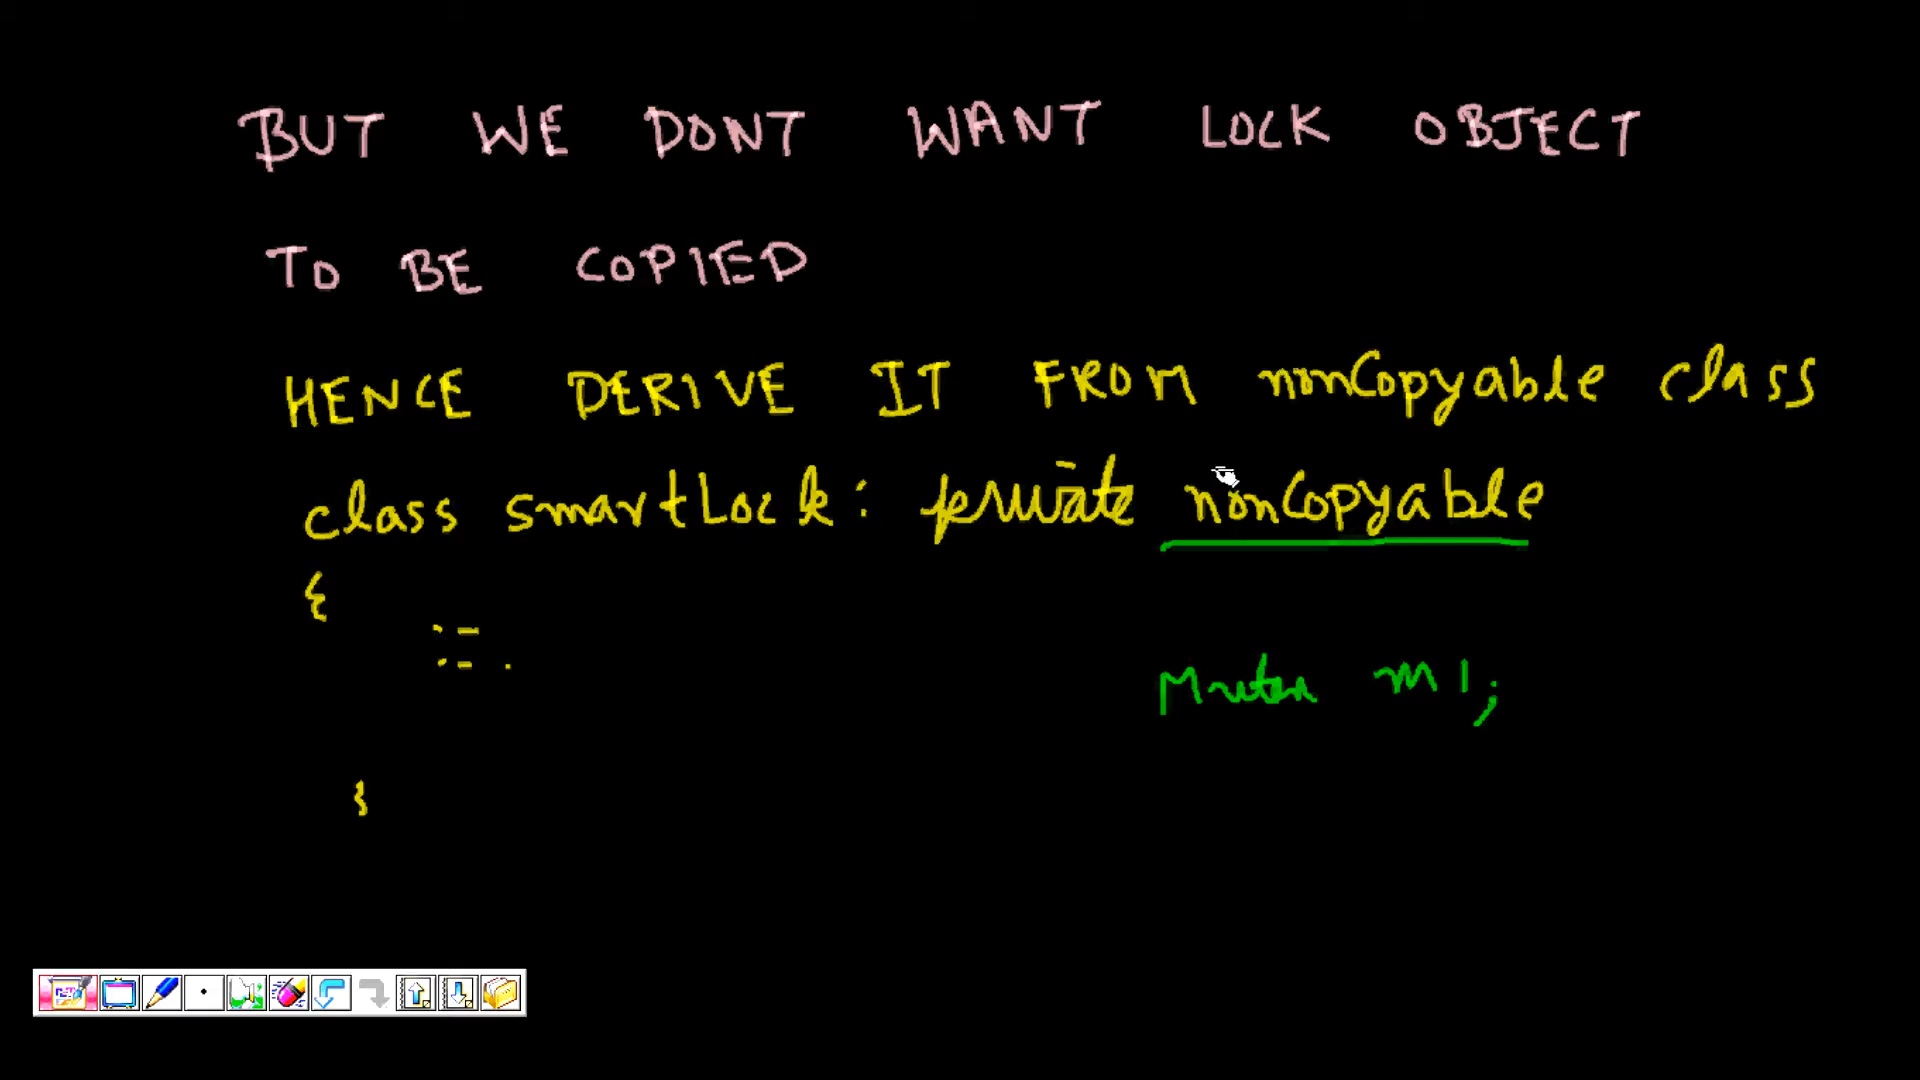 BUT WE DONT WANT LOCK OBJECT
TO BE COPIED
HENCE DERIVE IT FROM nonCopyable class
class smartLock: private nonCopyable
{
:-
:- .
Mutex m1;
}